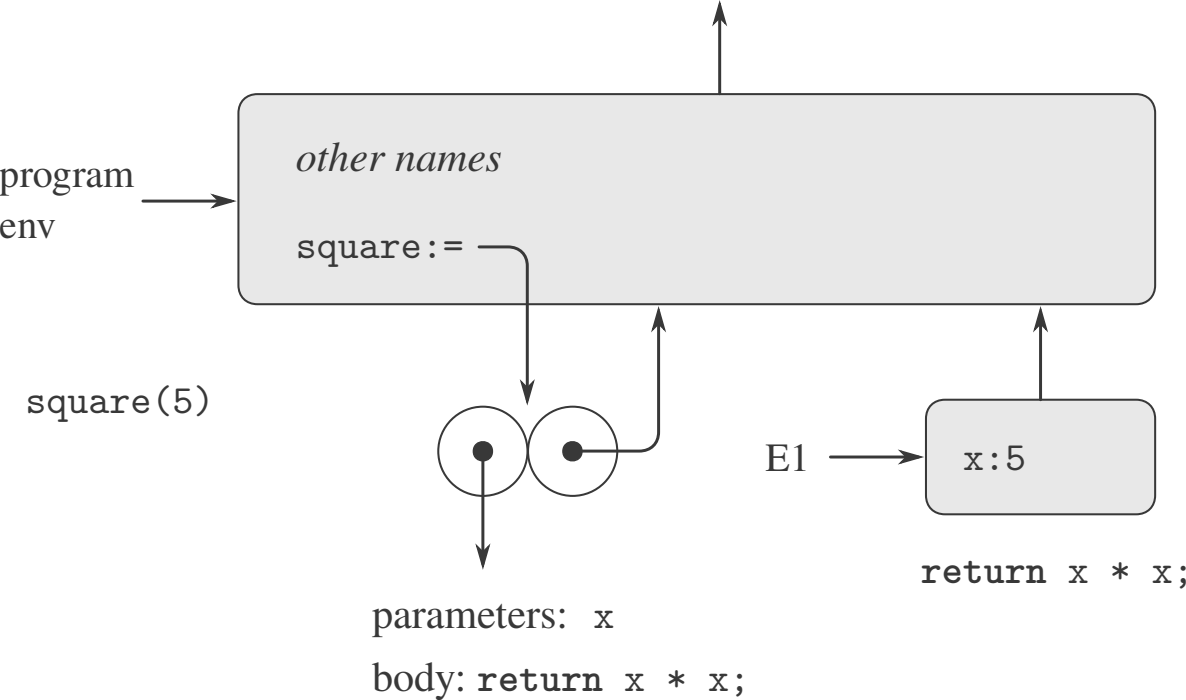 other names
program
env
square:=
square(5)
E1
x:5
return x * x;
parameters: x
body: return x * x;